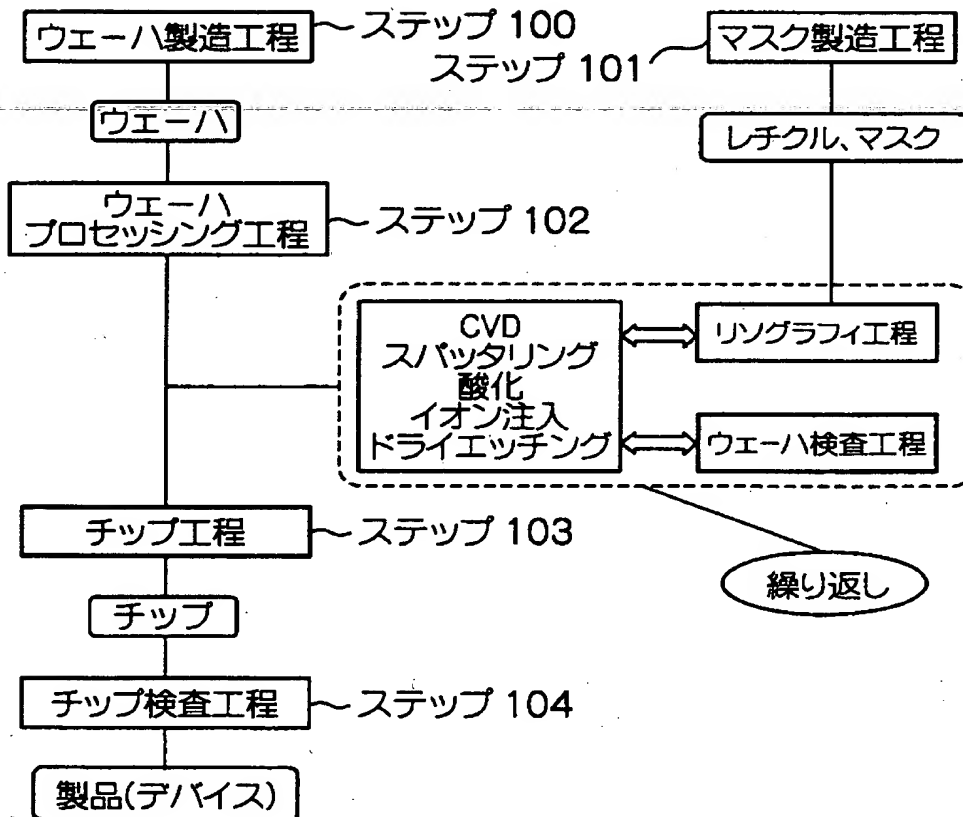 ウェーハ製造工程
ステップ 100
マスク製造工程
ステップ 101
ウェーハ
レチクル、マスク
ウェーハ
プロセッシング工程
ステップ 102
CVD
スパッタリング
酸化
イオン注入
ドライエッチング
リソグラフィ工程
ウェーハ検査工程
チップ工程
ステップ 103
繰り返し
チップ
チップ検査工程
ステップ 104
製品(デバイス)